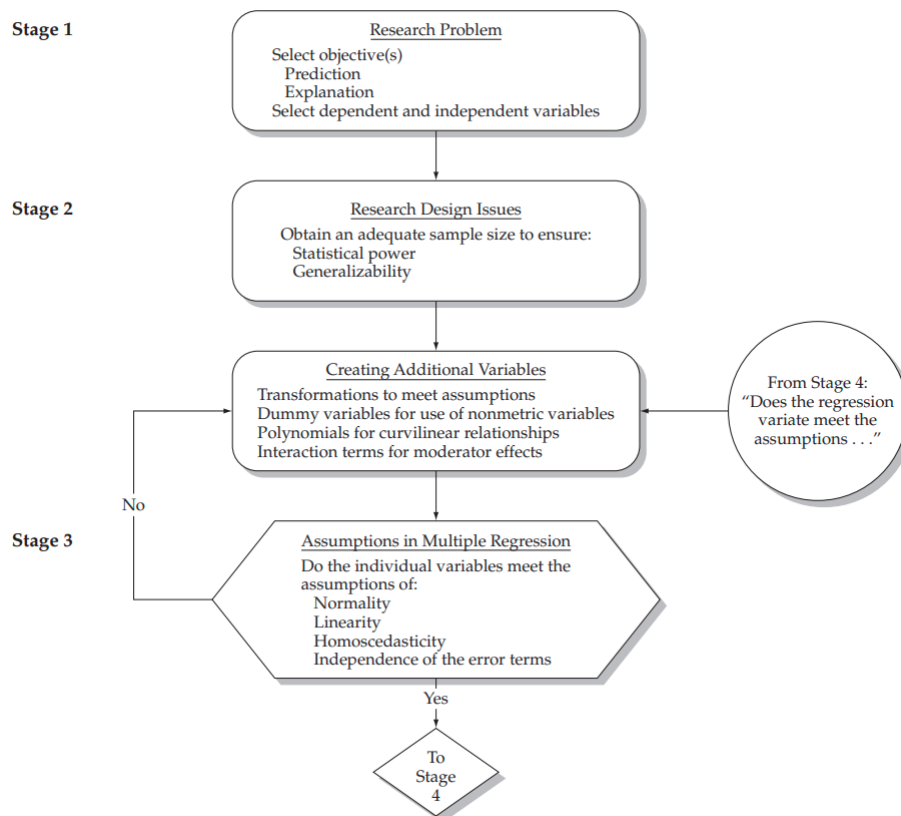 Stage 1
Research Problem
Select objective(s)
Prediction
Explanation
Select dependent and independent variables
Stage 2
Research Design Issues
Obtain an adequate sample size to ensure:
Statistical power
Generalizability
Creating Additional Variables
Transformations to meet assumptions
Dummy variables for use of nonmetric variables
Polynomials for curvilinear relationships
Interaction terms for moderator effects
From Stage 4:
“Does the regression
variate meet the
assumptions . . .”
No
Stage 3
Assumptions in Multiple Regression
Do the individual variables meet the
assumptions of:
Normality
Linearity
Homoscedasticity
Independence of the error terms
Yes
To
Stage
4